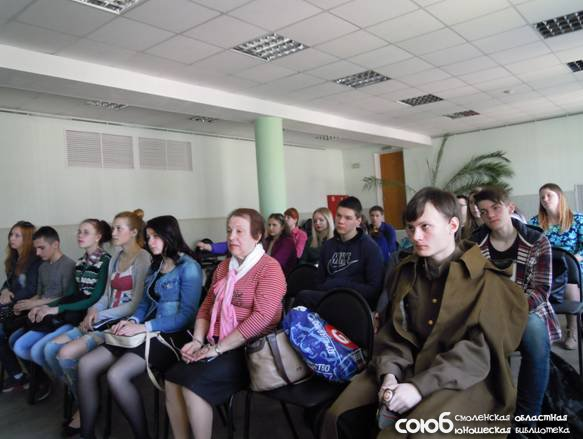 союб смоленская областная
юношеская библиотека